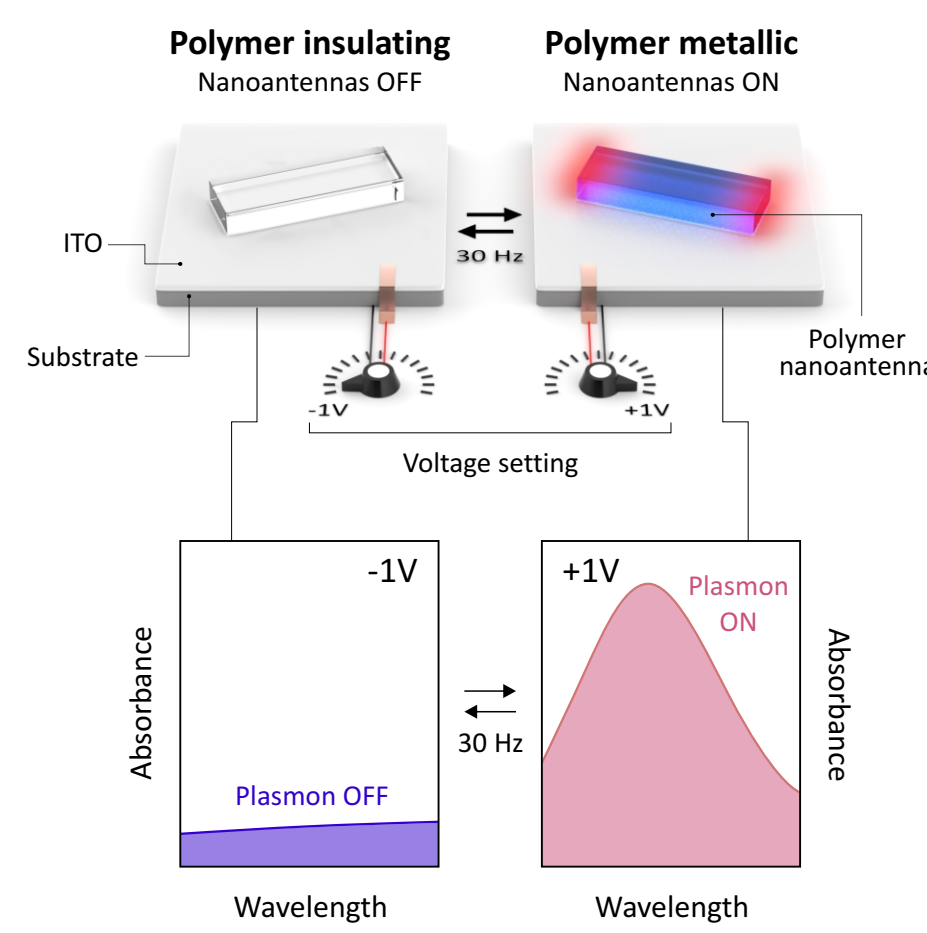 Polymer insulating
Nanoantennas OFF
Polymer metallic
Nanoantennas ON
ITO
30 Hz
Substrate
Polymer
nanoantenna
-1V
+1V
Voltage setting
-1V
Absorbance
Plasmon OFF
Wavelength
30 Hz
+1V
Plasmon
ON
Absorbance
Wavelength